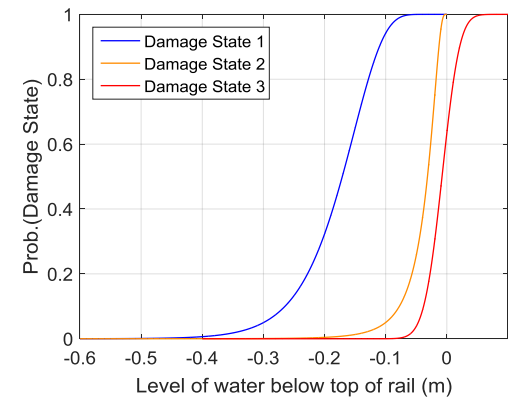 1
0.8
0.6
0.4
0.2
0
Prob.(Damage State)
Damage State 1
Damage State 2
Damage State 3
-0.6 -0.5 -0.4 -0.3 -0.2 -0.1 0
Level of water below top of rail (m)